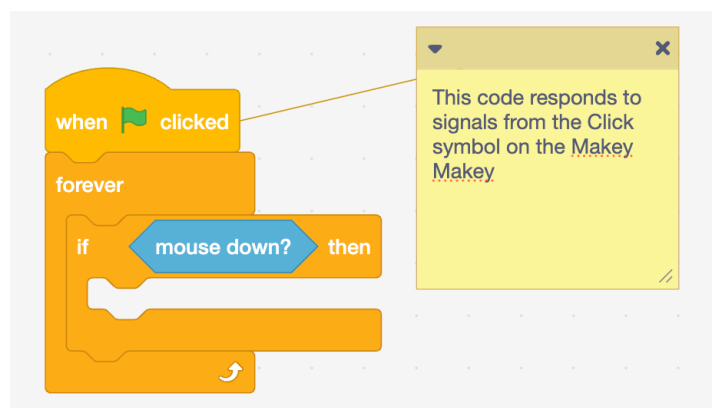 when clicked
forever
if mouse down? then
This code responds to
signals from the Click
symbol on the Makey
Makey